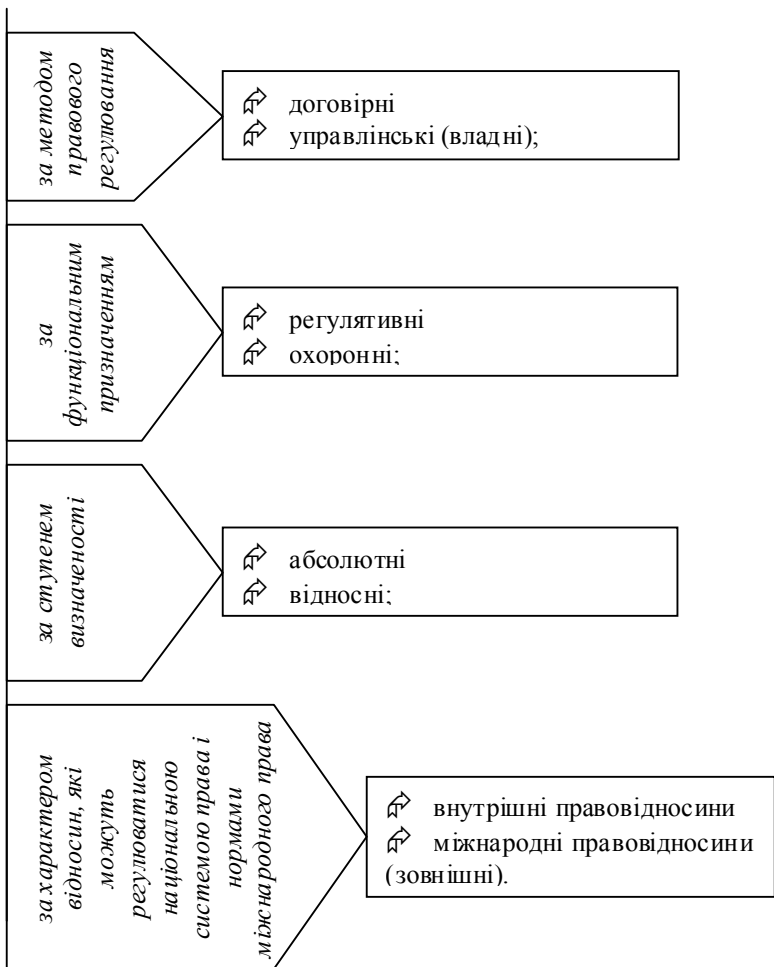 за методом
правового
регулювання
договірні
управлінські (владні);
за
функціональним
призначенням
регулятивні
охоронні;
за ступенем
визначеності
абсолютні
відносні;
за характером
відносин, які
можуть
регулюватися
національною
системою права і
нормами
міжнародного права
внутрішні правовідносини
міжнародні правовідносини
(зовнішні).